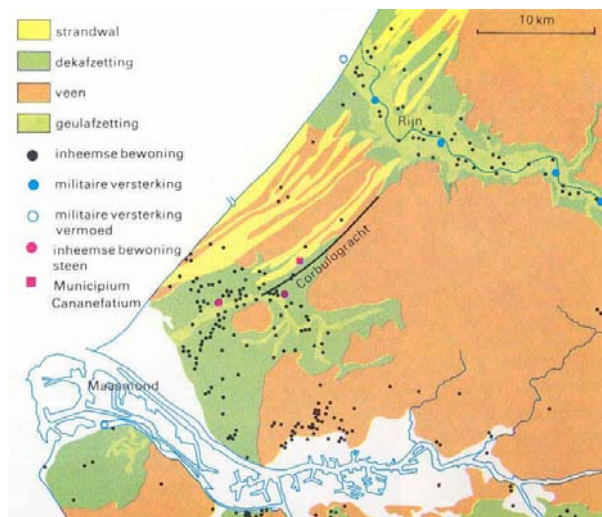 strandwal
dekafzetting
veen
geulafzetting
inheemse bewoning
militaire versterking
militaire versterking
vermoed
inheemse bewoning
steen
Municipium
Cananefatium
10 km
Rijn
Corbulogracht
Maasmond